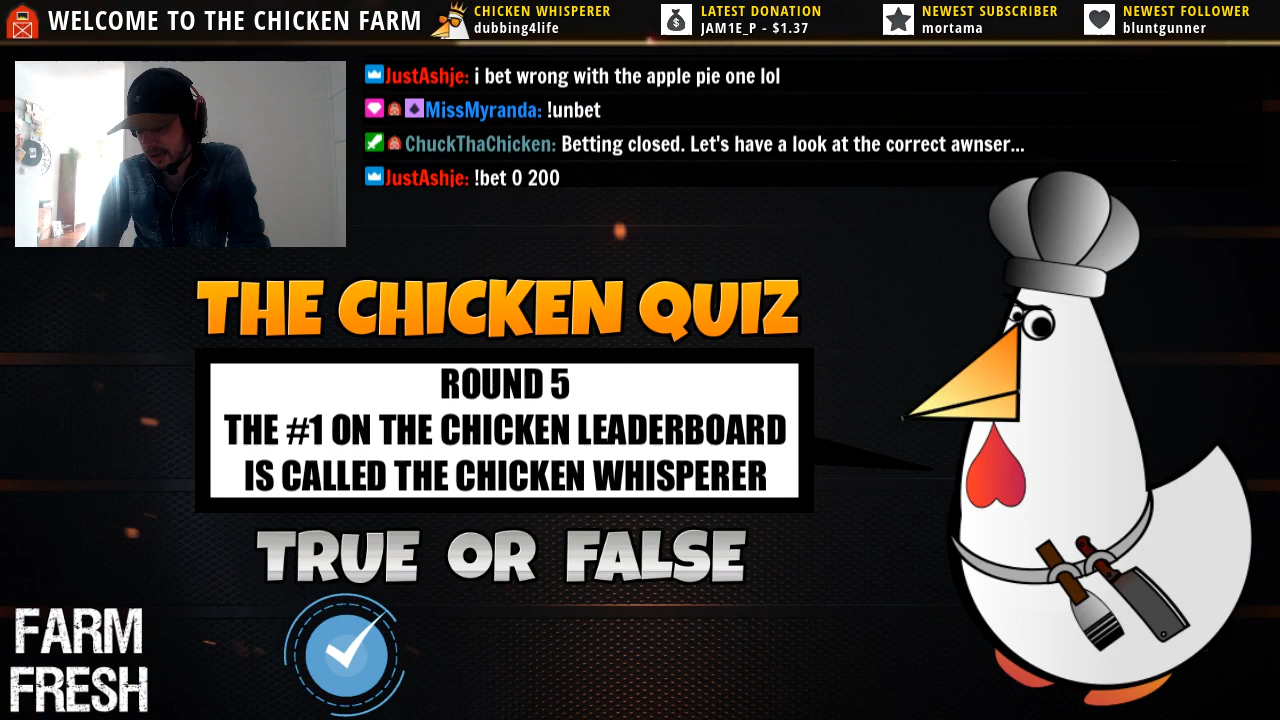 WELCOME TO THE CHICKEN FARM
CHICKEN WHISPERER
dubbing4life
LATEST DONATION
JAM1E_P - $1.37
NEWEST SUBSCRIBER
mortama
NEWEST FOLLOWER
bluntgunner
JustAshje: i bet wrong with the apple pie one lol
MissMyranda: !unbet
ChuckThaChicken: Betting closed. Let's have a look at the correct awnser...
JustAshje: !bet 0 200
THE CHICKEN QUIZ
ROUND 5
THE #1 ON THE CHICKEN LEADERBOARD
IS CALLED THE CHICKEN WHISPERER
TRUE OR FALSE
FARM
FRESH